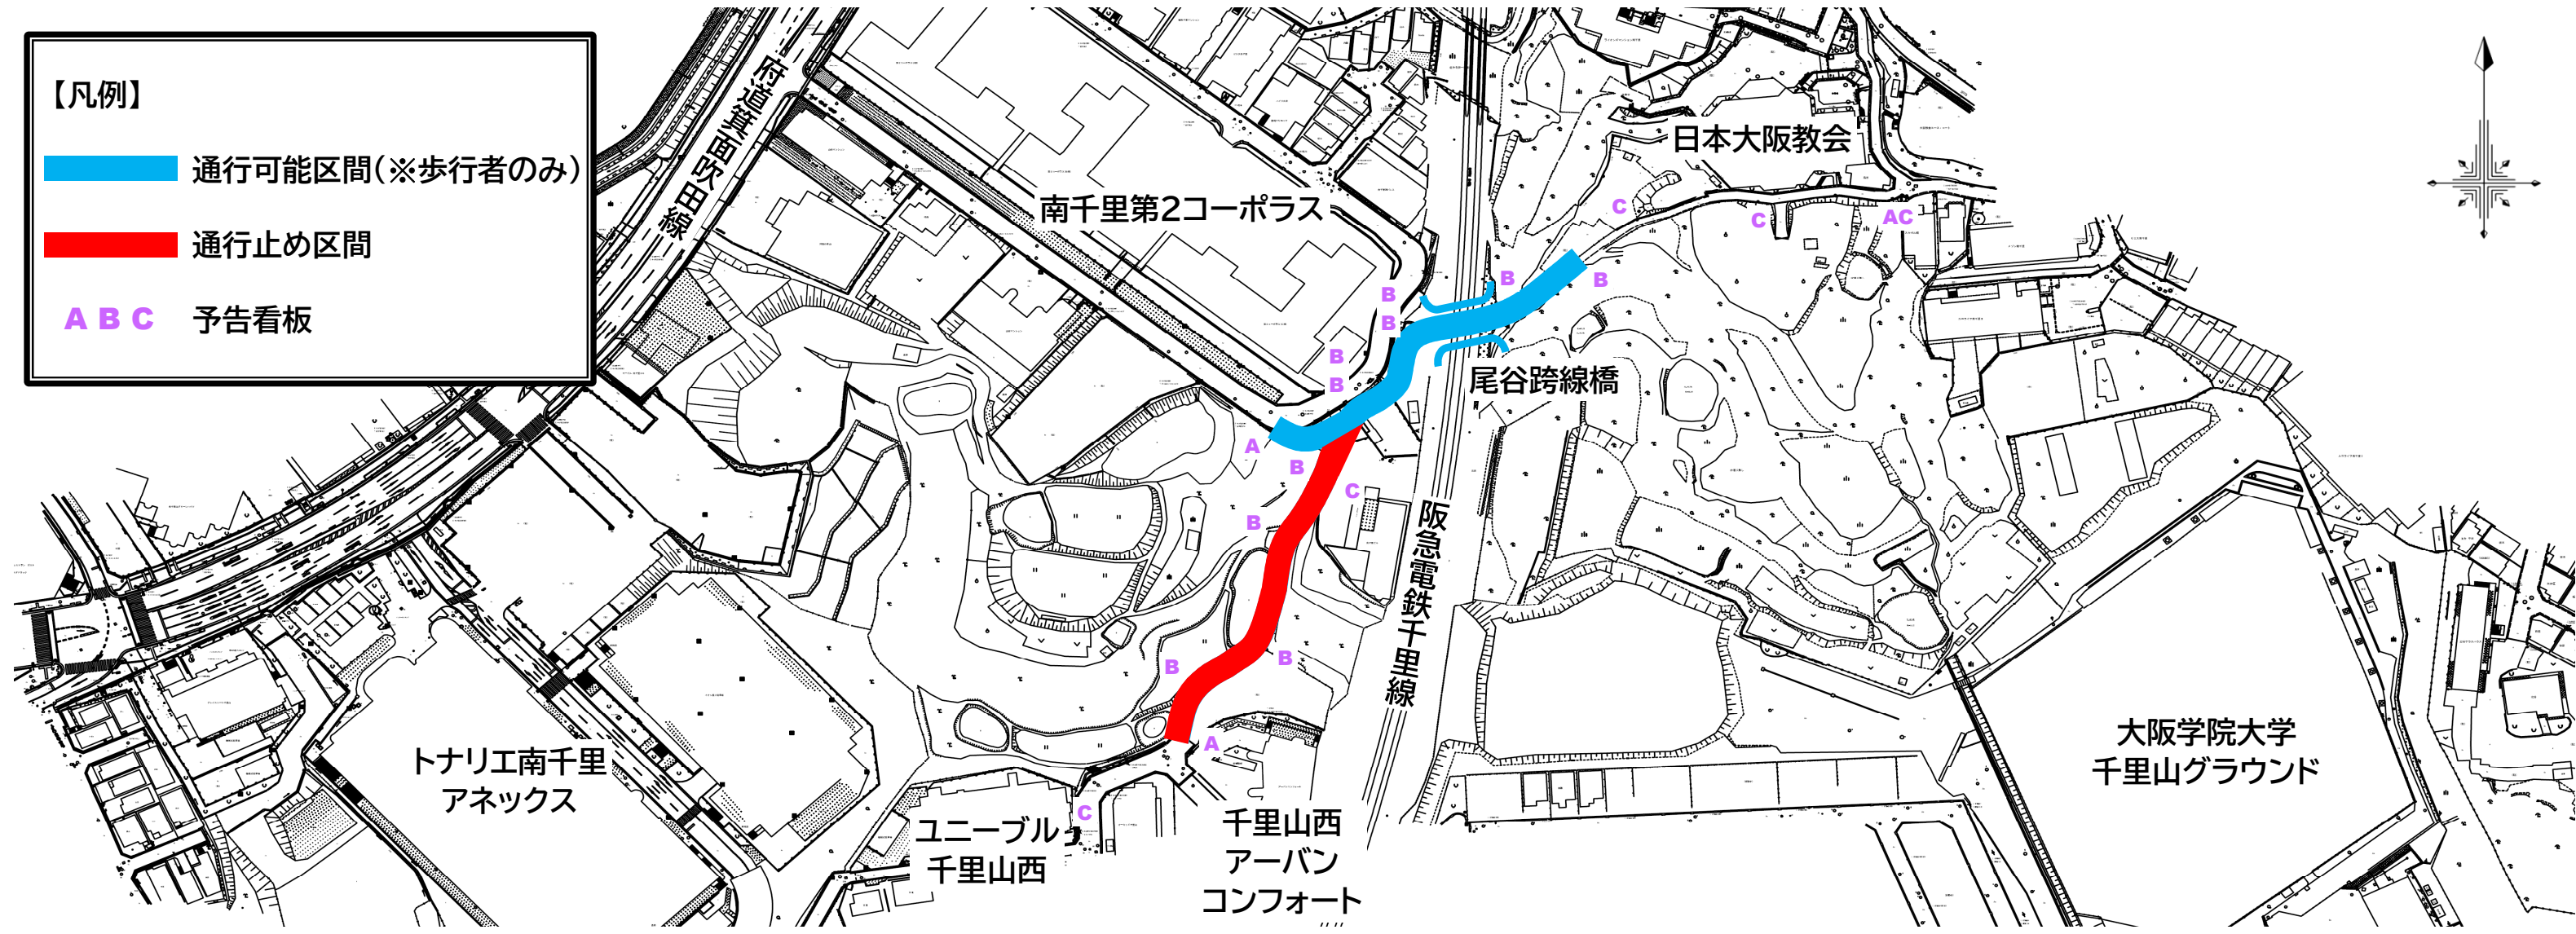 【凡例】
通行可能区間(※歩行者のみ)
通行止め区間
A B C 予告看板
府道箕面吹田線
南千里第2コーポラス
日本大阪教会
C
C
AC
B
B
B
B
B
B
尾谷跨線橋
A
B
C
B
阪急電鉄千里線
B
B
A
トナリエ南千里
アネックス
C
ユニーブル
千里山西
千里山西
アーバン
コンフォート
大阪学院大学
千里山グラウンド